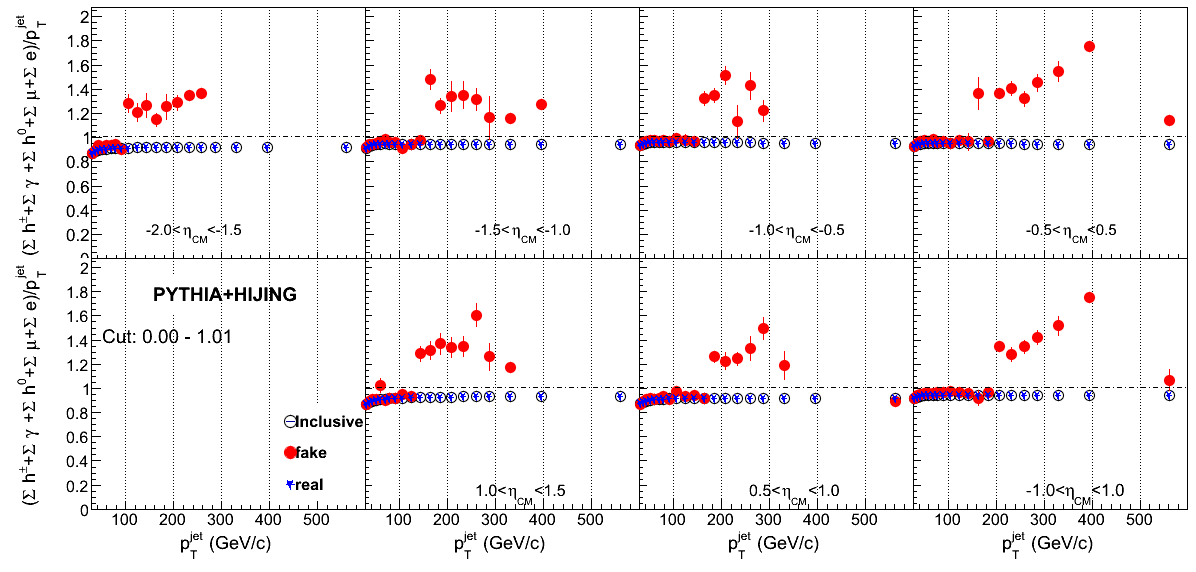 (Σ h±+Σ γ +Σ h0+Σ μ+Σ e)/pTjet
2
1.8
1.6
1.4
1.2
1
0.8
0.6
0.4
0.2
0
-2.0<ηCM<-1.5
-1.5<ηCM<-1.0
-1.0<ηCM<-0.5
-0.5<ηCM<0.5
(Σ h±+Σ γ +Σ h0+Σ μ+Σ e)/pTjet
2
1.8
1.6
1.4
1.2
1
0.8
0.6
0.4
0.2
0
PYTHIA+HIJING
Cut: 0.00 - 1.01
Inclusive
fake
real
1.0<ηCM<1.5
0.5<ηCM<1.0
-1.0<ηCM<1.0
100 200 300 400 500
100 200 300 400 500
100 200 300 400 500
100 200 300 400 500
pTjet (GeV/c)
pTjet (GeV/c)
pTjet (GeV/c)
pTjet (GeV/c)